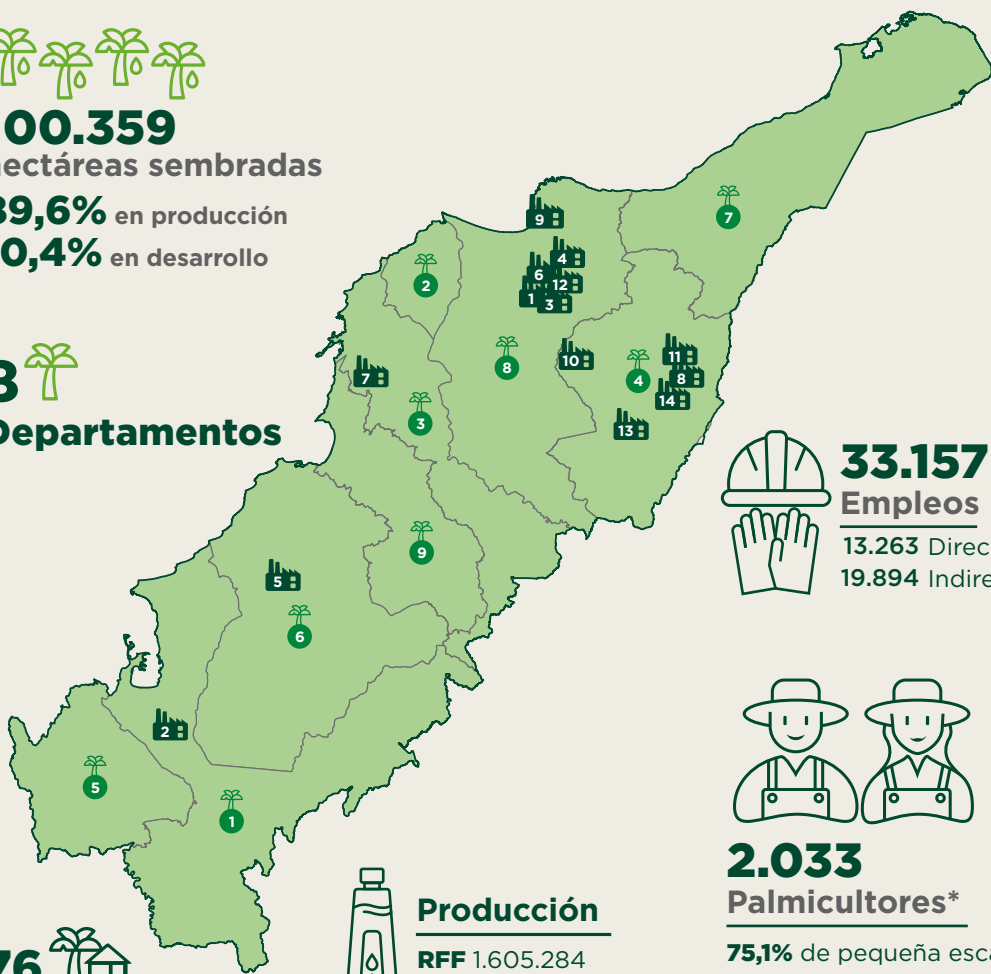 00.359
hectáreas sembradas
89,6% en producción
0,4% en desarrollo
7
9
4
6
12
1
3
2
8
10
11
4
8
14
13
7
3
Departamentos
33.157
Empleos
13.263 Direc
19.894 Indire
9
5
6
2
5
1
2.033
Palmicultores*
75,1% de pequeña esca
Producción
RFF 1.605.284
76